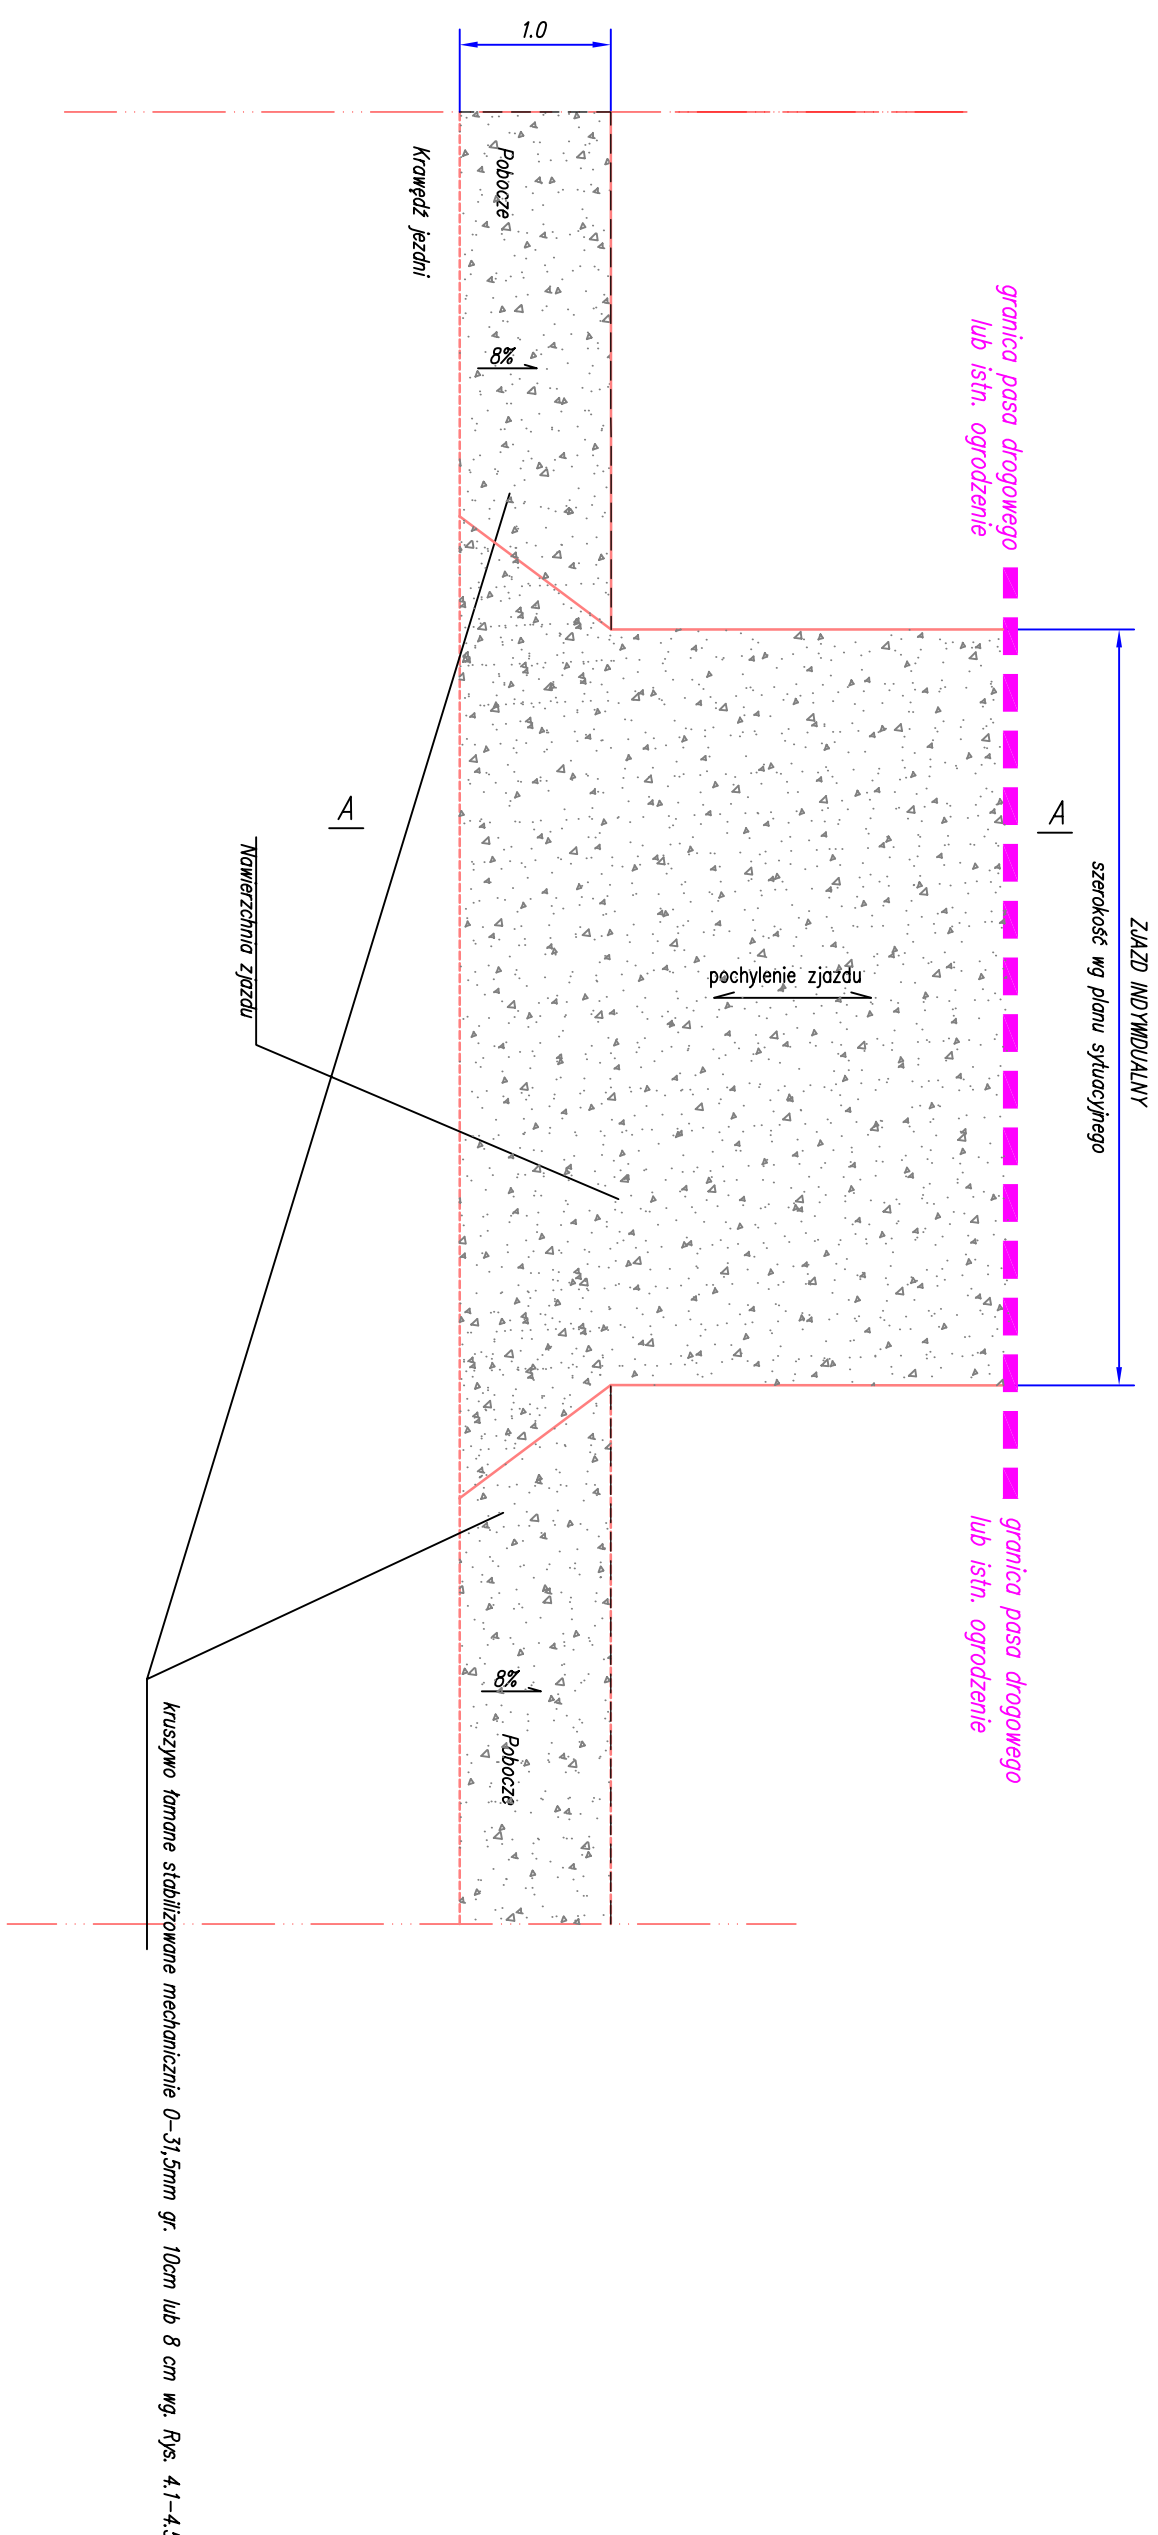 1.0
Pobocze
Krawędź jezdni
8%
granica pasa drogowego
lub istn. ogrodzenie
A
A
ZJAZD INDYWIDUALNY
szerokość wg planu sytuacyjnego
Nawierzchnia zjazdu
pochylenie zjazdu
granica pasa drogowego
lub istn. ogrodzenie
8%
Pobocze
kruszywo łamane stabilizowane mechanicznie 0-31,5mm gr. 10cm lub 8 cm wg. Rys.